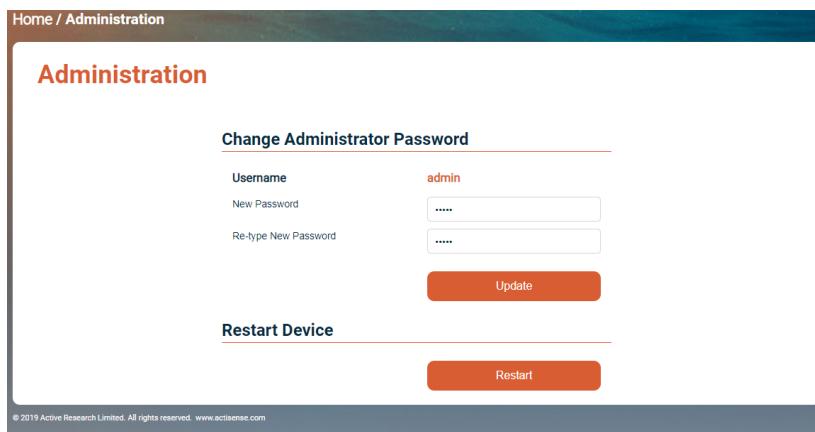 Home / Administration
Administration
Change Administrator Password
Username admin
New Password •••••
Re-type New Password •••••
Update
Restart Device
Restart
© 2019 Active Research Limited. All rights reserved. www.actisense.com